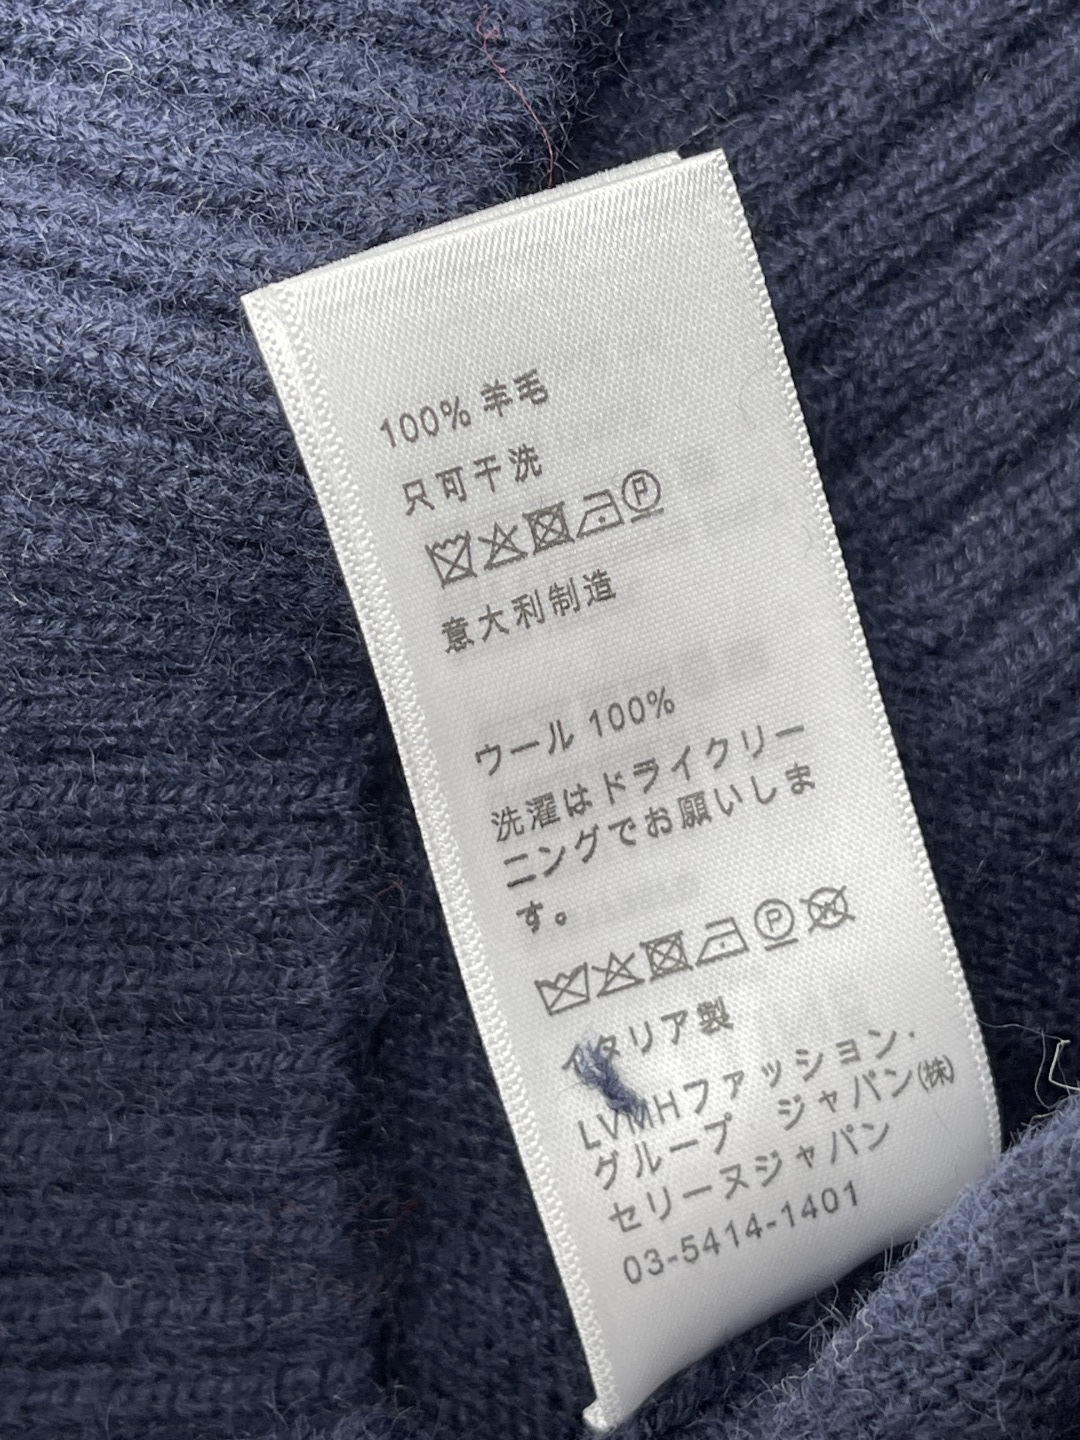 100% 羊毛
只可干洗
P
意大利制造
ウール 100%
洗濯はドライクリー
ニングでお願いしま
す。
P W
イタリア製
LVMHファッション.
グループ ジャパン(株)
セリーヌジャパン
03-5414-1401